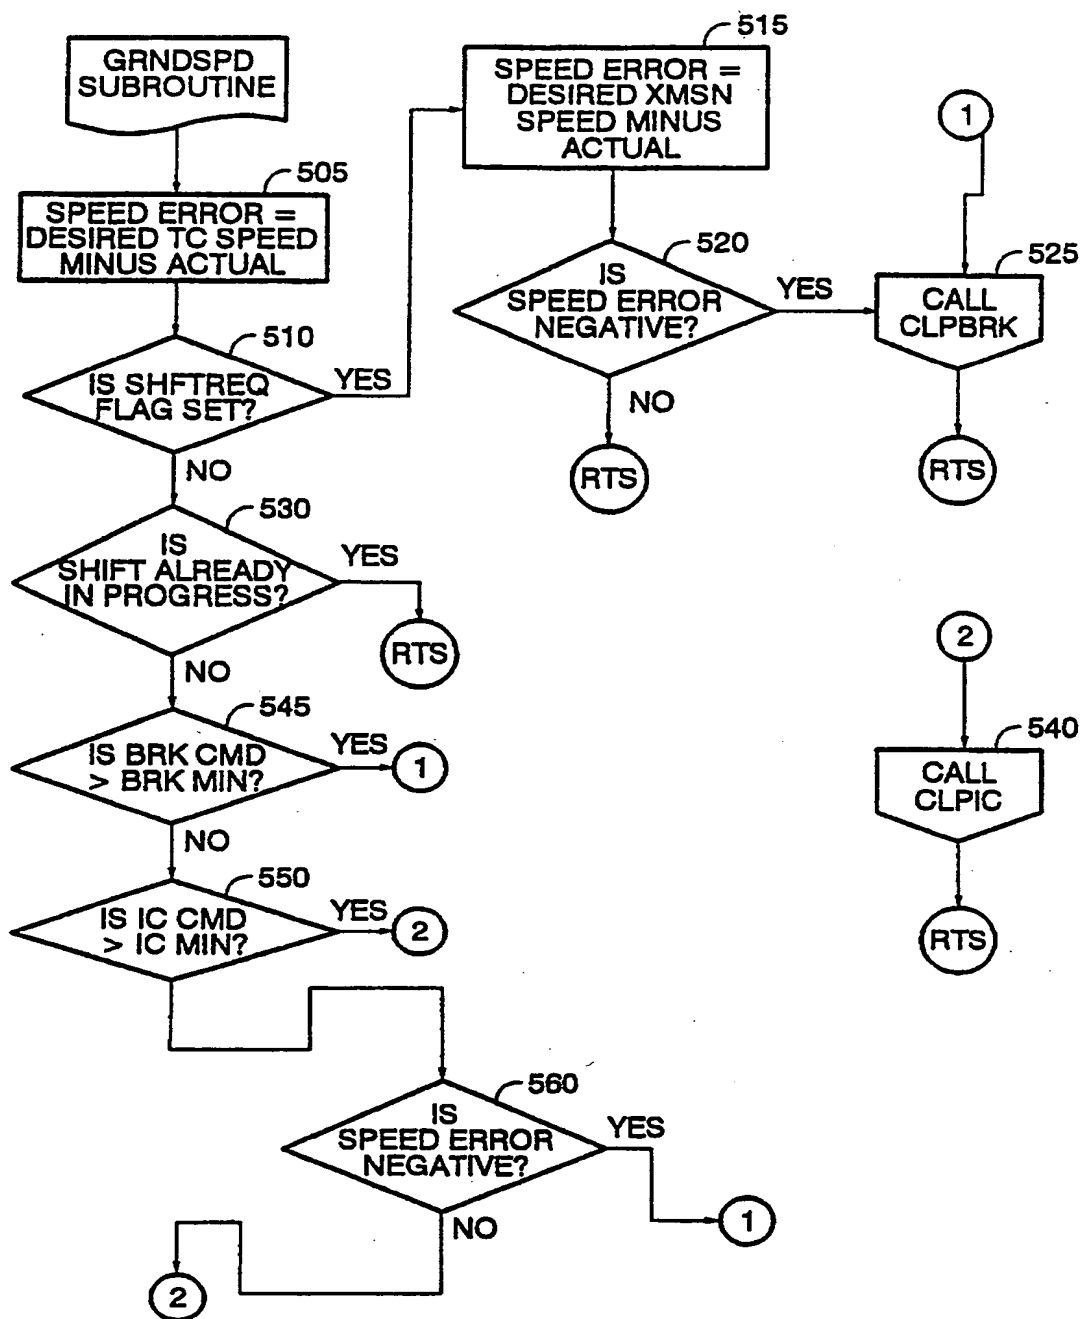 GRNDSPD
SUBROUTINE
505
SPEED ERROR =
DESIRED TC SPEED
MINUS ACTUAL
510
IS SHFTREQ
FLAG SET?
YES
NO
515
SPEED ERROR =
DESIRED XMSN
SPEED MINUS
ACTUAL
520
IS
SPEED ERROR
NEGATIVE?
YES
NO
RTS
1
525
CALL
CLPBRK
RTS
530
IS
SHIFT ALREADY
IN PROGRESS?
YES
RTS
NO
545
IS BRK CMD
> BRK MIN?
YES
1
NO
550
IS IC CMD
> IC MIN?
YES
2
2
540
CALL
CLPIC
RTS
560
IS
SPEED ERROR
NEGATIVE?
YES
1
NO
2